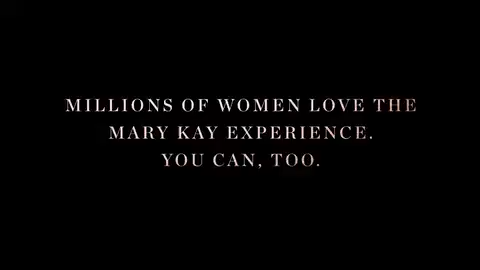 MILLIONS OF WOMEN LOVE THE
MARY KAY EXPERIENCE.
YOU CAN, TOO.